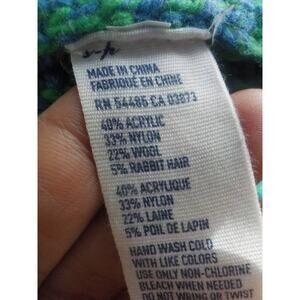 S-P
MADE IN CHINA
FABRIQUÉ EN CHINE
RN 54485 CA 03873
40% ACRYLIC
33% NYLON
22% WOOL
5% RABBIT HAIR
40% ACRYLIQUE
33% NYLON
22% LAINE
5% POIL DE LAPIN
HAND WASH COLD
WITH LIKE COLORS
USE ONLY NON-CHLORINE
BLEACH WHEN NEEDED
DO NOT WRING OR TWIST